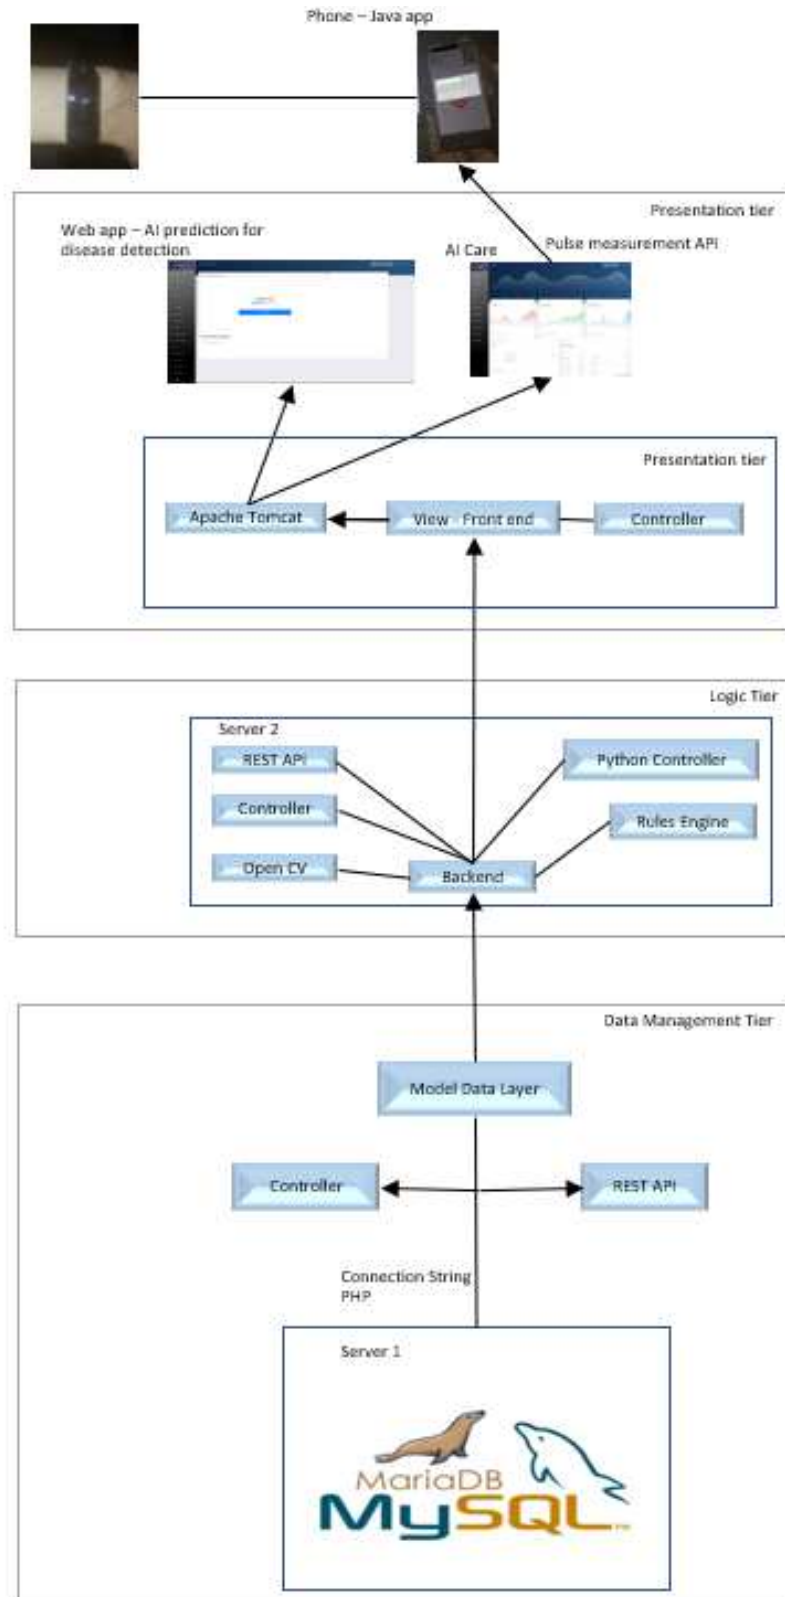 Phone – Java app
Presentation tier
Web app – AI prediction for
disease detection
AI Care
Pulse measurement API
Presentation tier
Apache Tomcat
View - Front end
Controller
Logic Tier
Server 2
REST API
Python Controller
Controller
Rules Engine
Open CV
Backend
Data Management Tier
Model Data Layer
Controller
REST API
Connection String
PHP
Server 1
MariaDB
MySQL